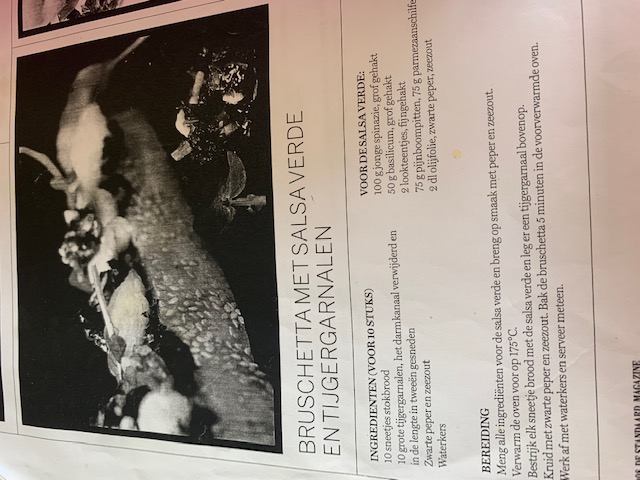 BRUSCHETTA MET SALSA VERDE
EN TIJGERGARNALEN
INGREDIENTEN (VOOR 10 STUKS)
10 sneetjes stokbrood
10 grote tijgergarnalen, het darmkanaal verwijderd en
in de lengte in tweeën gesneden
Zwarte peper en zeezout
Waterkers
VOOR DE SALSA VERDE:
100 g jonge spinazie, grof gehakt
50 g basilicum, grof gehakt
2 lookteentjes, fijngehakt
75 g pijnboompitten, 75 g parmezaanschilfe
2 dl olijfolie, zwarte peper, zeezout
BEREIDING
Meng alle ingrediënten voor de salsa verde en breng op smaak met peper en zeezout.
Verwarm de oven voor op 175°C.
Bestrijk elk sneetje brood met de salsa verde en leg er een tijgergarnaal bovenop.
Kruid met zwarte peper en zeezout. Bak de bruschetta 5 minuten in de voorverwarmde oven.
Werk af met waterkers en serveer meteen.
DE STANDAARD MAGAZINE